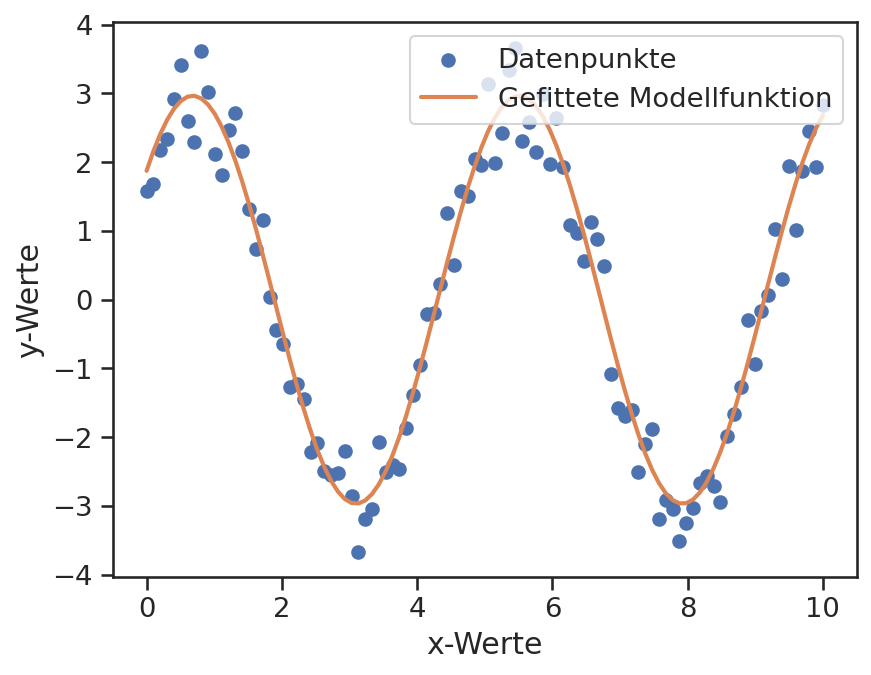 Datenpunkte
Gefittete Modellfunktion
y-Werte
4
3
2
1
0
−1
−2
−3
−4
0 2 4 6 8 10
x-Werte